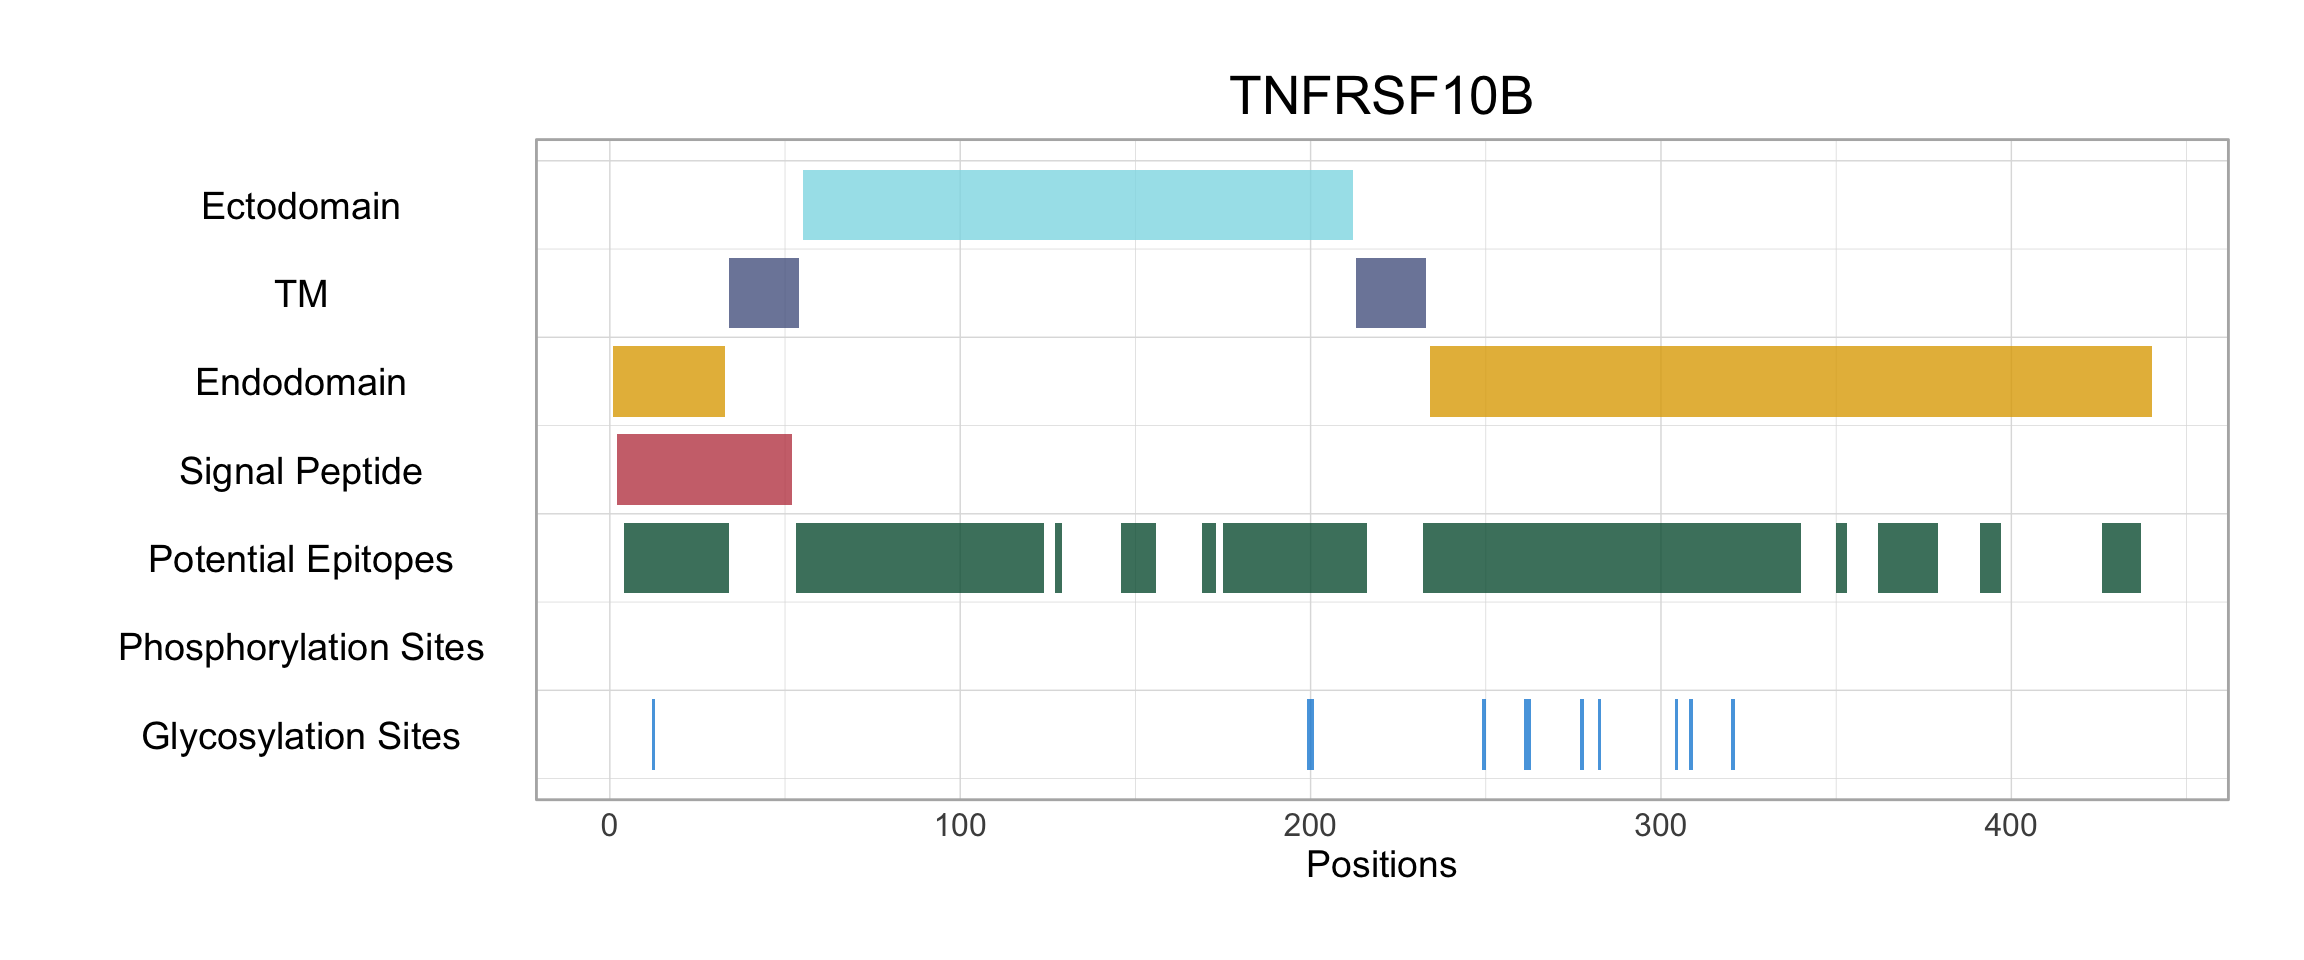 TNFRSF10B
Ectodomain
TM
Endodomain
Signal Peptide
Potential Epitopes
Phosphorylation Sites
Glycosylation Sites
0 100 200 300 400
Positions